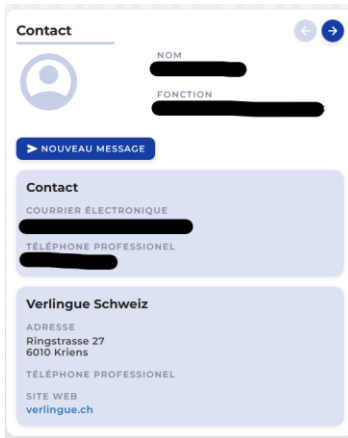 Contact
NOM
FONCTION
NOUVEAU MESSAGE
Contact
COURRIER ÉLECTRONIQUE
TÉLÉPHONE PROFESSIONEL
Verlingue Schweiz
ADRESSE
Ringstrasse 27
6010 Kriens
TÉLÉPHONE PROFESSIONEL
SITE WEB
verlingue.ch